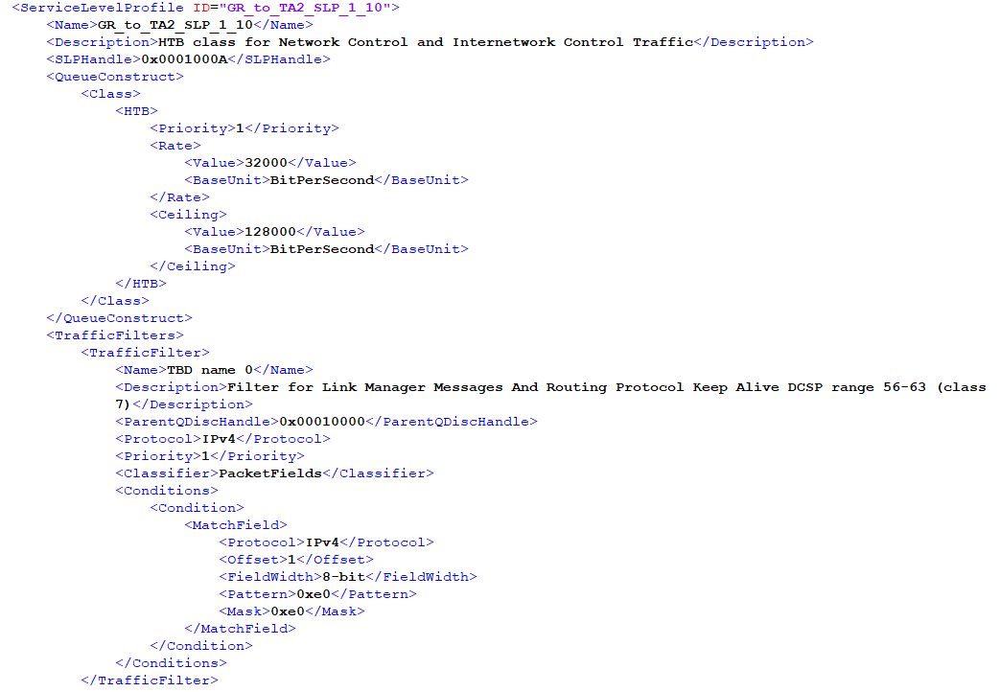 <ServiceLevelProfile ID="GR_to_TA2_SLP_1_10">
<Name>GR_to_TA2_SLP_1_10</Name>
<Description>HTB class for Network Control and Internetwork Control Traffic</Description>
<SLPHandle>0x0001000A</SLPHandle>
<QueueConstruct>
<Class>
<HTB>
<Priority>1</Priority>
<Rate>
<Value>32000</Value>
<BaseUnit>BitPerSecond</BaseUnit>
</Rate>
<Ceiling>
<Value>128000</Value>
<BaseUnit>BitPerSecond</BaseUnit>
</Ceiling>
</HTB>
</Class>
</QueueConstruct>
<TrafficFilters>
<TrafficFilter>
<Name>TBD name 0</Name>
<Description>Filter for Link Manager Messages And Routing Protocol Keep Alive DCSP range 56-63 (class
7)</Description>
<ParentQDiscHandle>0x00010000</ParentQDiscHandle>
<Protocol>IPv4</Protocol>
<Priority>1</Priority>
<Classifier>PacketFields</Classifier>
<Conditions>
<Condition>
<MatchField>
<Protocol>IPv4</Protocol>
<Offset>1</Offset>
<FieldWidth>8-bit</FieldWidth>
<Pattern>0xe0</Pattern>
<Mask>0xe0</Mask>
</MatchField>
</Condition>
</Conditions>
</TrafficFilter>